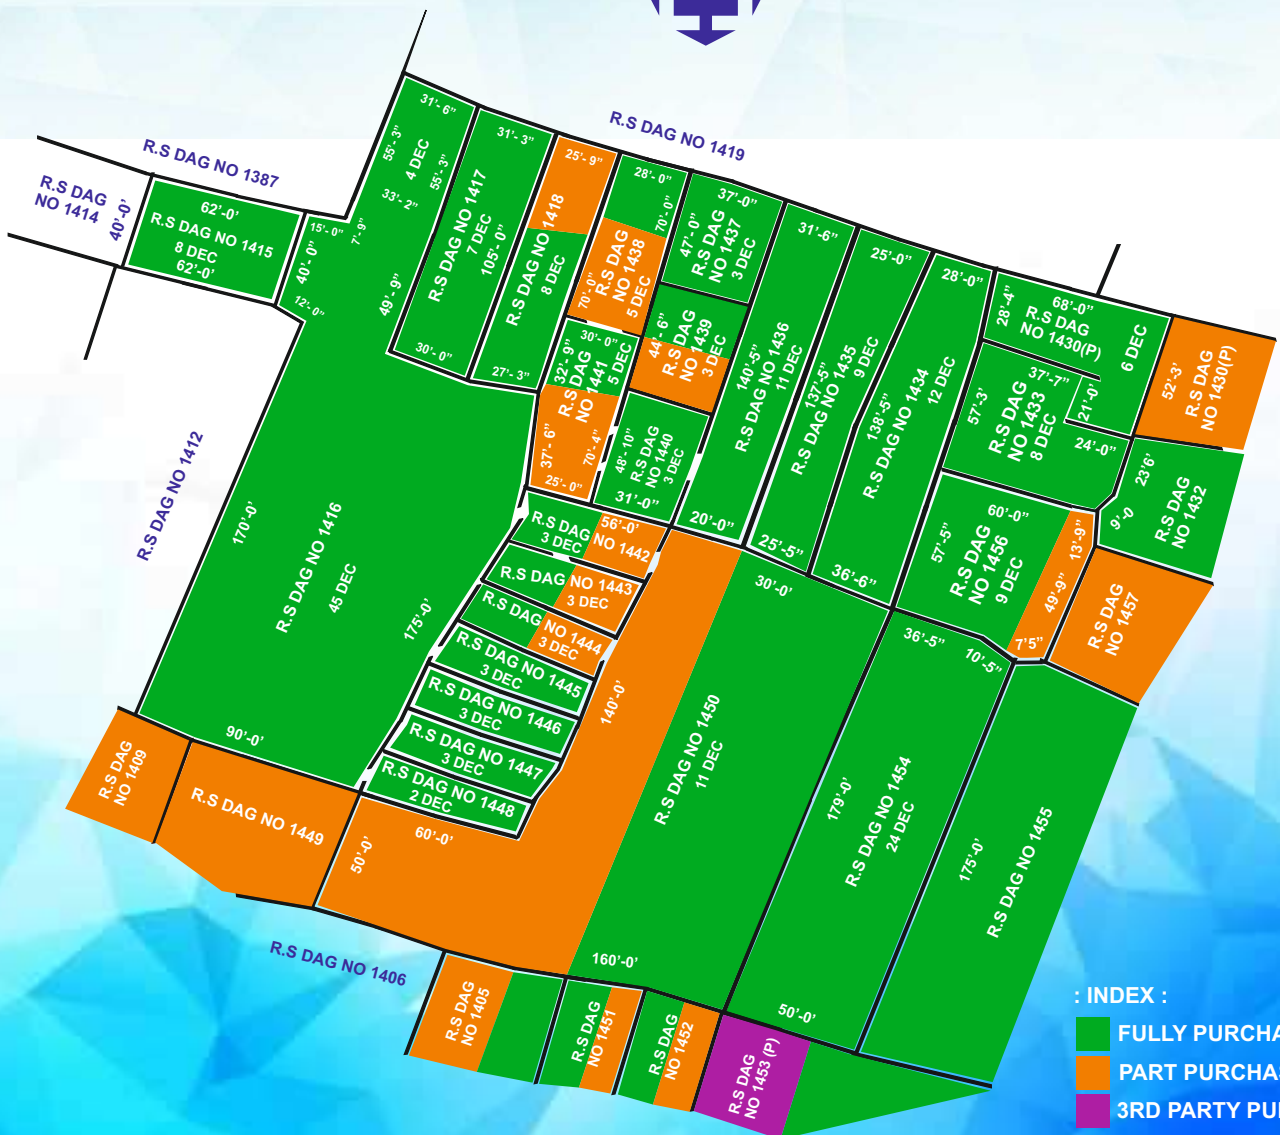 R.S DAG NO 1419
R.S DAG NO 1387
R.S DAG
NO 1414
40'-0'
62'-0'
R.S DAG NO 1415
8 DEC
62'-0'
31'- 6"
55'- 3"
4 DEC
55'- 3"
33'- 2"
7'- 9"
15'- 0"
40'- 0"
12'- 0"
49'- 9"
31'- 3"
R.S DAG NO 1417
7 DEC
105'- 0"
30'- 0"
25'- 9"
R.S DAG NO 1418
8 DEC
27'- 3"
28'- 0"
70'- 0"
R.S DAG
NO 1438
5 DEC
70'- 0"
37'-0"
47'- 0"
R.S DAG
NO 1437
3 DEC
44'- 6"
R.S DAG
NO 1439
3 DEC
30'- 0"
32'- 9"
R.S DAG
NO 1441
5 DEC
37'- 6"
70'- 4"
25'- 0"
48'- 10"
R.S DAG
NO 1440
3 DEC
31'-0"
31'-6"
140'-5"
R.S DAG NO 1436
11 DEC
20'-0"
25'-0"
137'-5"
R.S DAG NO 1435
9 DEC
25'-5"
28'-0"
138'-5"
R.S DAG NO 1434
12 DEC
36'-6"
28'-4"
68'-0"
R.S DAG
NO 1430(P)
6 DEC
52'-3"
R.S DAG
NO 1430(P)
57'-3"
37'-7"
21'-0'
R.S DAG
NO 1433
8 DEC
24'-0"
23'6'
9'-0
R.S DAG
NO 1432
57'-5"
60'-0"
R.S DAG
NO 1456
9 DEC
13'-9"
49'-9"
7'5"
R.S DAG
NO 1457
R.S DAG NO 1412
170'-0'
R.S DAG NO 1416
45 DEC
175'-0'
90'-0'
R.S DAG
3 DEC
56'-0'
NO 1442
R.S DAG NO 1443
3 DEC
R.S DAG NO 1444
3 DEC
R.S DAG NO 1445
3 DEC
R.S DAG NO 1446
3 DEC
R.S DAG NO 1447
3 DEC
R.S DAG NO 1448
2 DEC
60'-0'
140'-0'
30'-0'
R.S DAG NO 1450
11 DEC
160'-0'
36'-5"
10'-5"
179'-0'
R.S DAG NO 1454
24 DEC
50'-0'
175'-0'
R.S DAG NO 1455
R.S DAG
NO 1409
R.S DAG NO 1449
50'-0'
R.S DAG NO 1406
R.S DAG
NO 1405
R.S DAG
NO 1451
R.S DAG
NO 1452
R.S DAG
NO 1453 (P)
: INDEX :
FULLY PURCHA
PART PURCHAS
3RD PARTY PU